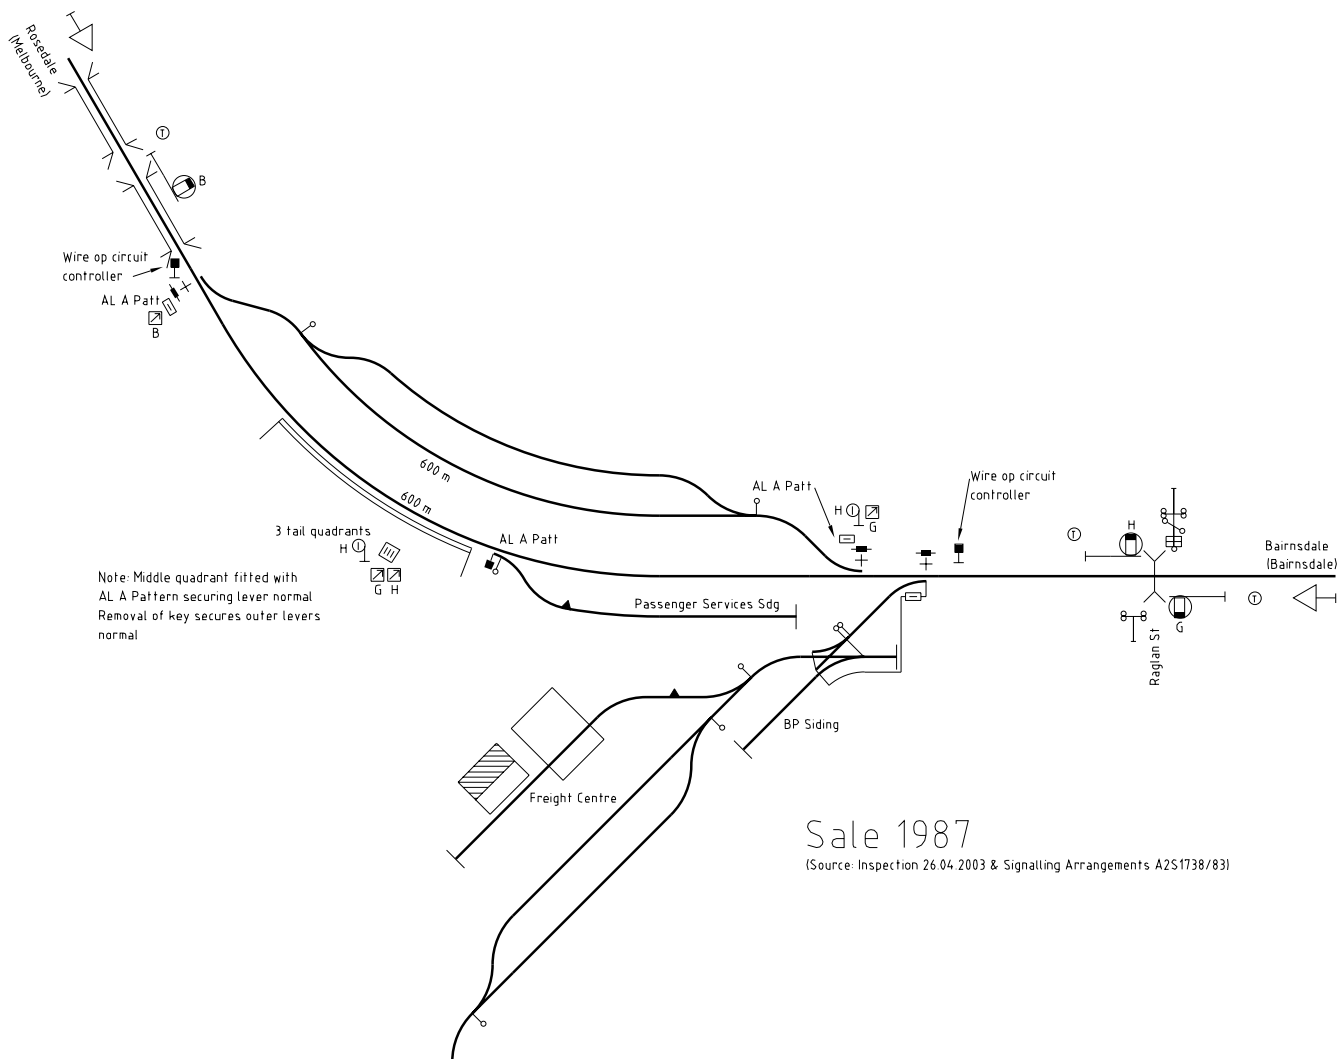 Rosedale
(Melbourne)
T
B
Wire op circuit
controller
AL A Patt
B
600 m
600 m
3 tail quadrants
H
G H
AL A Patt
Note: Middle quadrant fitted with
AL A Pattern securing lever normal
Removal of key secures outer levers
normal
Passenger Services Sdg
AL A Patt
H
G
Wire op circuit
controller
T
H
Bairnsdale
(Bairnsdale)
T
G
Raglan St
BP Siding
Freight Centre
Sale 1987
(Source: Inspection 26.04.2003 & Signalling Arrangements A2S1738/83)